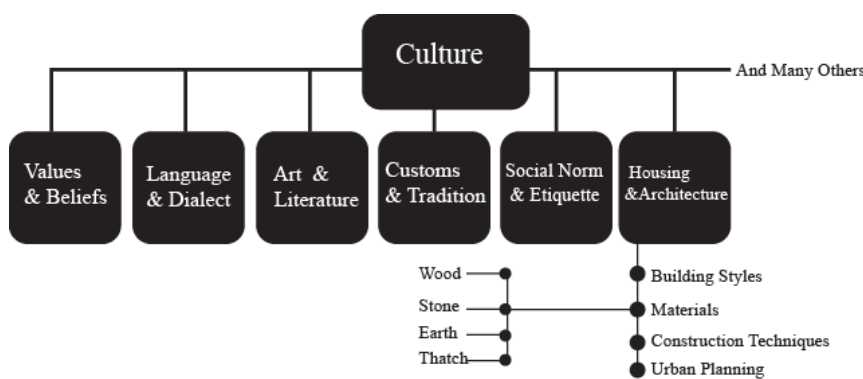 Culture
And Many Others
Values
& Beliefs
Language
& Dialect
Art &
Literature
Customs
& Tradition
Social Norm
& Etiquette
Housing
&Architecture
Wood
Stone
Earth
Thatch
Building Styles
Materials
Construction Techniques
Urban Planning